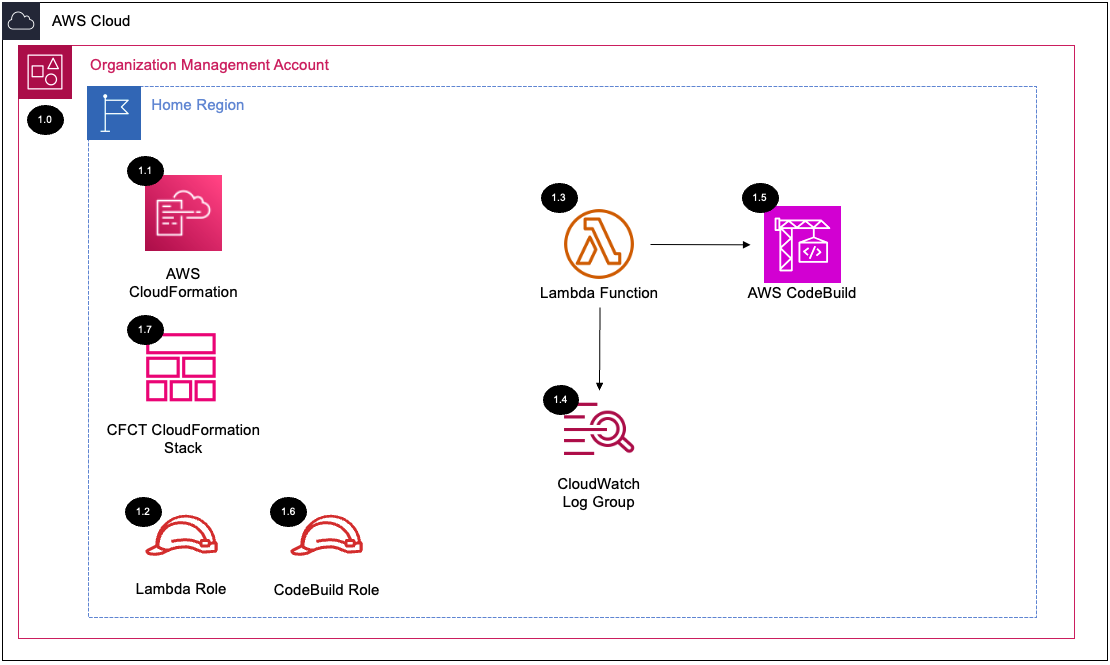 AWS Cloud
Organization Management Account
1.0
Home Region
1.1
AWS
CloudFormation
1.3
Lambda Function
1.5
</>
AWS CodeBuild
1.7
CFCT CloudFormation
Stack
1.4
CloudWatch
Log Group
1.2
Lambda Role
1.6
CodeBuild Role